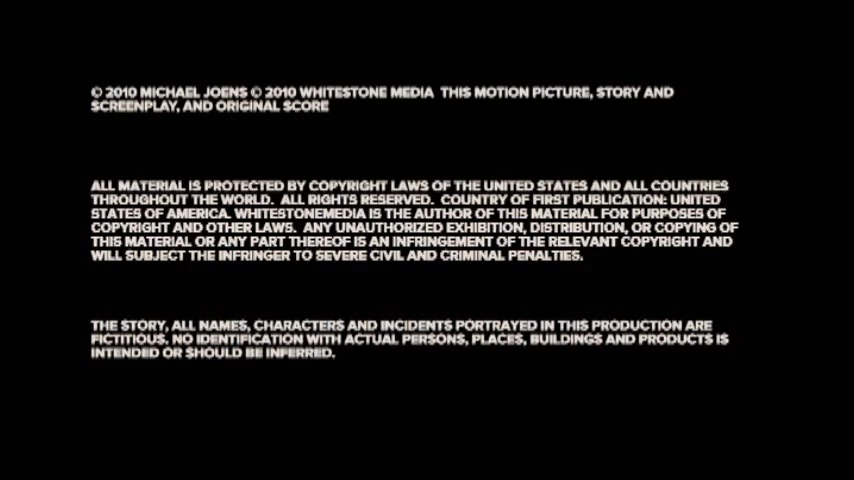 © 2010 MICHAEL JOENS © 2010 WHITESTONE MEDIA  THIS MOTION PICTURE, STORY AND
SCREENPLAY, AND ORIGINAL SCORE
ALL MATERIAL IS PROTECTED BY COPYRIGHT LAWS OF THE UNITED STATES AND ALL COUNTRIES
THROUGHOUT THE WORLD.  ALL RIGHTS RESERVED.  COUNTRY OF FIRST PUBLICATION: UNITED
STATES OF AMERICA. WHITESTONEMEDIA IS THE AUTHOR OF THIS MATERIAL FOR PURPOSES OF
COPYRIGHT AND OTHER LAWS.  ANY UNAUTHORIZED EXHIBITION, DISTRIBUTION, OR COPYING OF
THIS MATERIAL OR ANY PART THEREOF IS AN INFRINGEMENT OF THE RELEVANT COPYRIGHT AND
WILL SUBJECT THE INFRINGER TO SEVERE CIVIL AND CRIMINAL PENALTIES.
THE STORY, ALL NAMES, CHARACTERS AND INCIDENTS PORTRAYED IN THIS PRODUCTION ARE
FICTITIOUS. NO IDENTIFICATION WITH ACTUAL PERSONS, PLACES, BUILDINGS AND PRODUCTS IS
INTENDED OR SHOULD BE INFERRED.